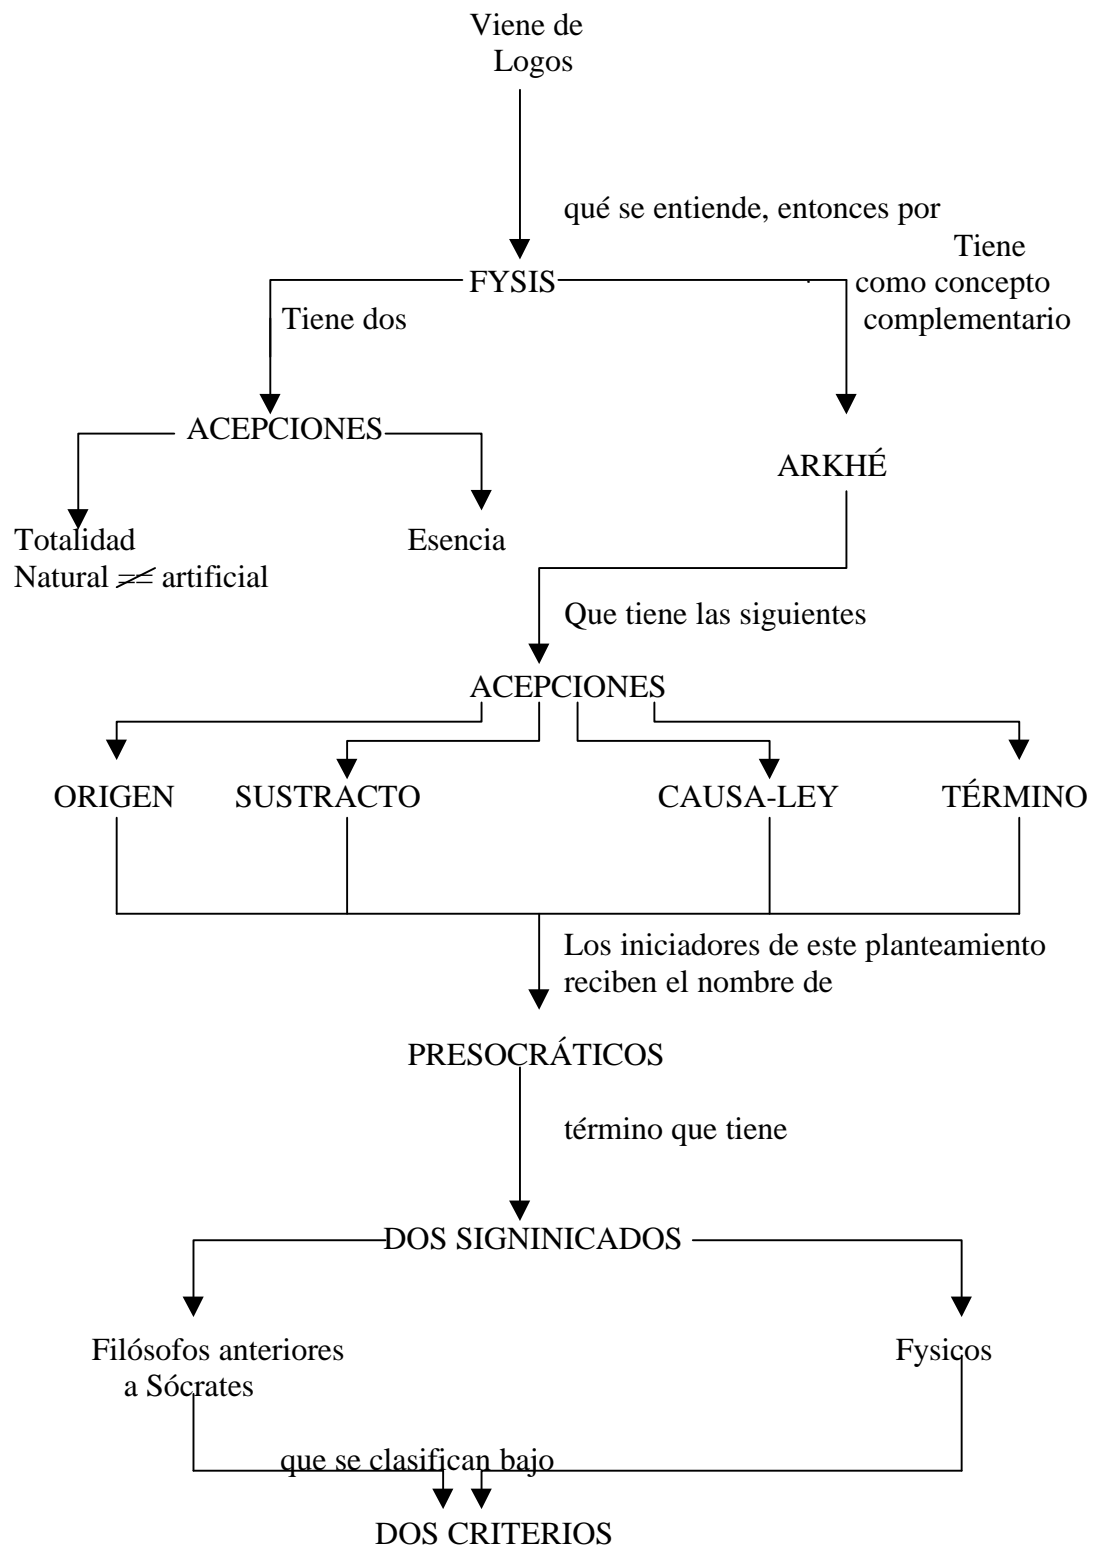 Viene de
Logos
qué se entiende, entonces por
Tiene
FYSIS
como concepto
Tiene dos
complementario
ACEPCIONES
ARKHÉ
Totalidad
Esencia
Natural ≠ artificial
Que tiene las siguientes
ACEPCIONES
ORIGEN
SUSTRACTO
CAUSA-LEY
TÉRMINO
Los iniciadores de este planteamiento
reciben el nombre de
PRESOCRÁTICOS
término que tiene
DOS SIGNINICADOS
Filósofos anteriores
a Sócrates
Fysicos
que se clasifican bajo
DOS CRITERIOS